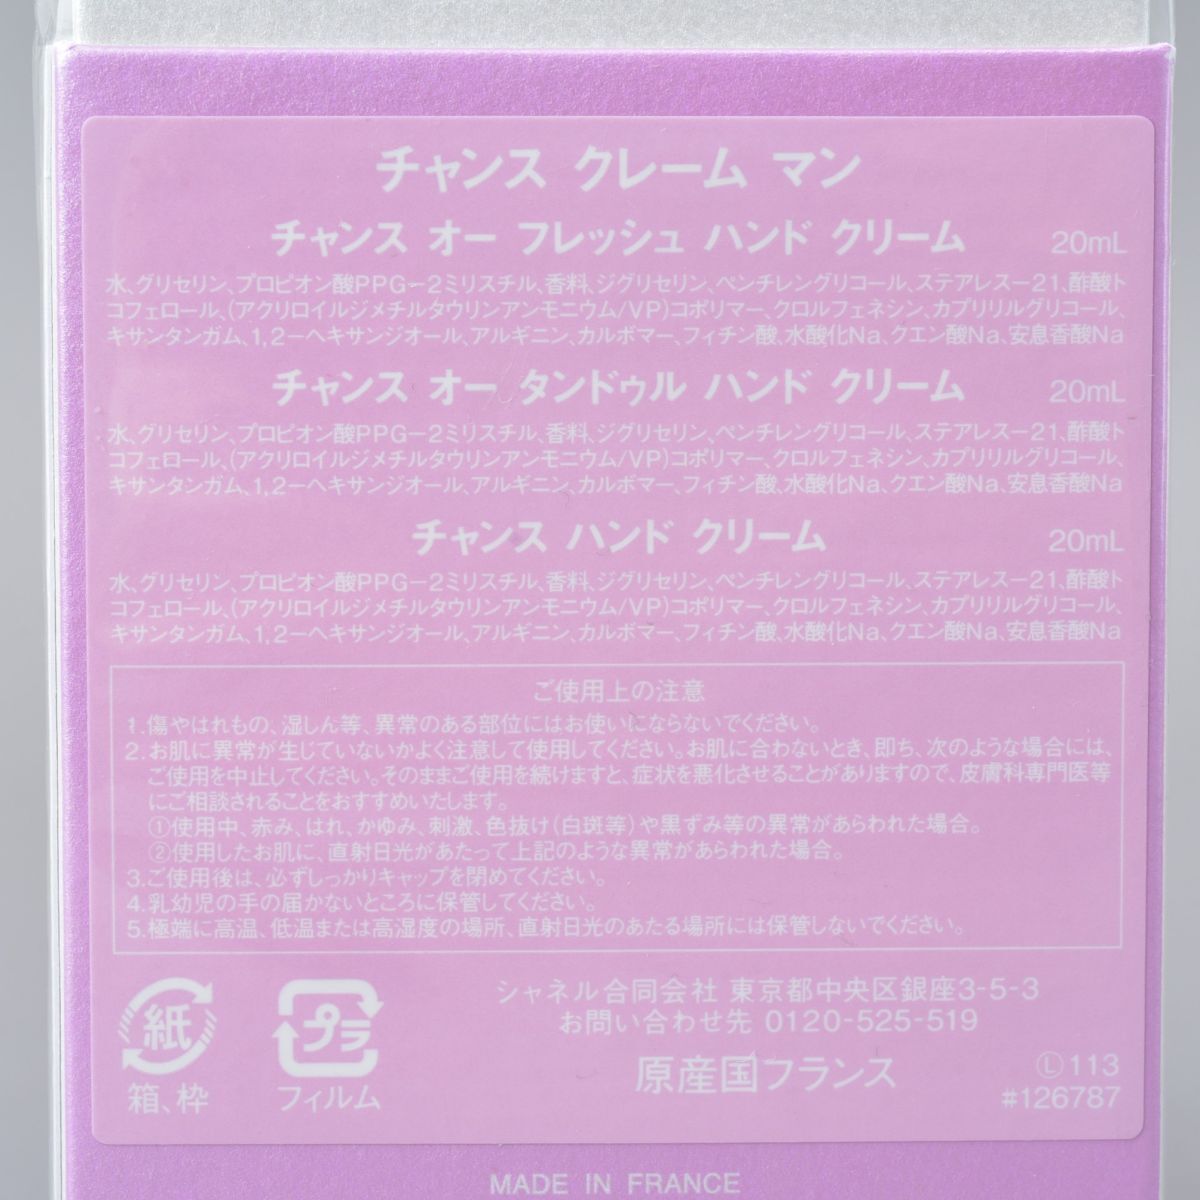 チャンス クレーム マン
チャンス オー フレッシュ ハンド クリーム 20mL
水、グリセリン、プロピオン酸PPG－2ミリスチル、香料、ジグリセリン、ペンチレングリコール、ステアレス－21、酢酸ト
コフェロール、(アクリロイルジメチルタウリンアンモニウム/VP)コポリマー、クロルフェネシン、カプリリルグリコール、
キサンタンガム、1,2－ヘキサンジオール、アルギニン、カルボマー、フィチン酸、水酸化Na、クエン酸Na、安息香酸Na
チャンス オー タンドゥル ハンド クリーム 20mL
水、グリセリン、プロピオン酸PPG－2ミリスチル、香料、ジグリセリン、ペンチレングリコール、ステアレス－21、酢酸ト
コフェロール、(アクリロイルジメチルタウリンアンモニウム/VP)コポリマー、クロルフェネシン、カプリリルグリコール、
キサンタンガム、1,2－ヘキサンジオール、アルギニン、カルボマー、フィチン酸、水酸化Na、クエン酸Na、安息香酸Na
チャンス ハンド クリーム 20mL
水、グリセリン、プロピオン酸PPG－2ミリスチル、香料、ジグリセリン、ペンチレングリコール、ステアレス－21、酢酸ト
コフェロール、(アクリロイルジメチルタウリンアンモニウム/VP)コポリマー、クロルフェネシン、カプリリルグリコール、
キサンタンガム、1,2－ヘキサンジオール、アルギニン、カルボマー、フィチン酸、水酸化Na、クエン酸Na、安息香酸Na
ご使用上の注意
1.傷やはれもの、湿しん等、異常のある部位にはお使いにならないでください。
2.お肌に異常が生じていないかよく注意して使用してください。お肌に合わないとき、即ち、次のような場合には、
ご使用を中止してください。そのままご使用を続けますと、症状を悪化させることがありますので、皮膚科専門医等
にご相談されることをおすすめいたします。
①使用中、赤み、はれ、かゆみ、刺激、色抜け(白斑等)や黒ずみ等の異常があらわれた場合。
②使用したお肌に、直射日光があたって上記のような異常があらわれた場合。
3.ご使用後は、必ずしっかりキャップを閉めてください。
4.乳幼児の手の届かないところに保管してください。
5.極端に高温、低温または高湿度の場所、直射日光のあたる場所には保管しないでください。
紙
箱、枠
プラ
フィルム
シャネル合同会社 東京都中央区銀座3-5-3
お問い合わせ先 0120-525-519
原産国フランス
Ⓛ113
#126787
MADE IN FRANCE